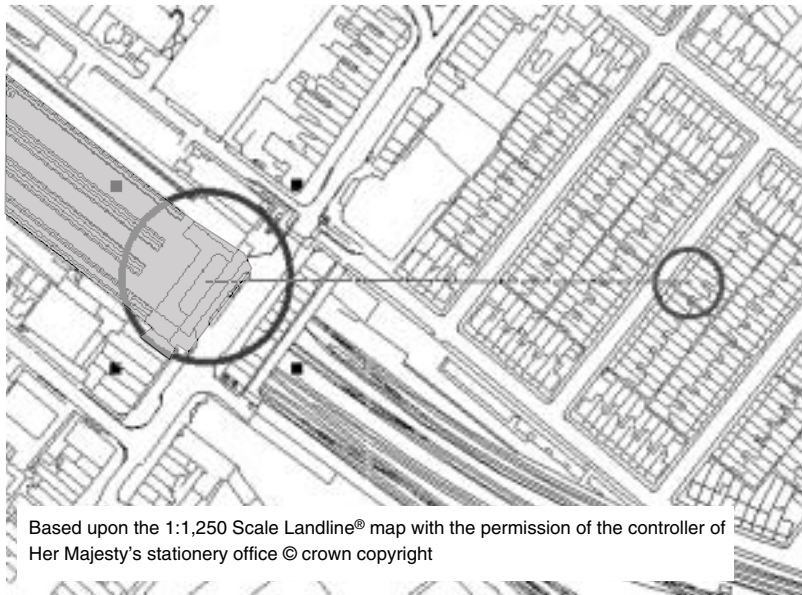 Based upon the 1:1,250 Scale Landline® map with the permission of the controller of
Her Majesty's stationery office © crown copyright